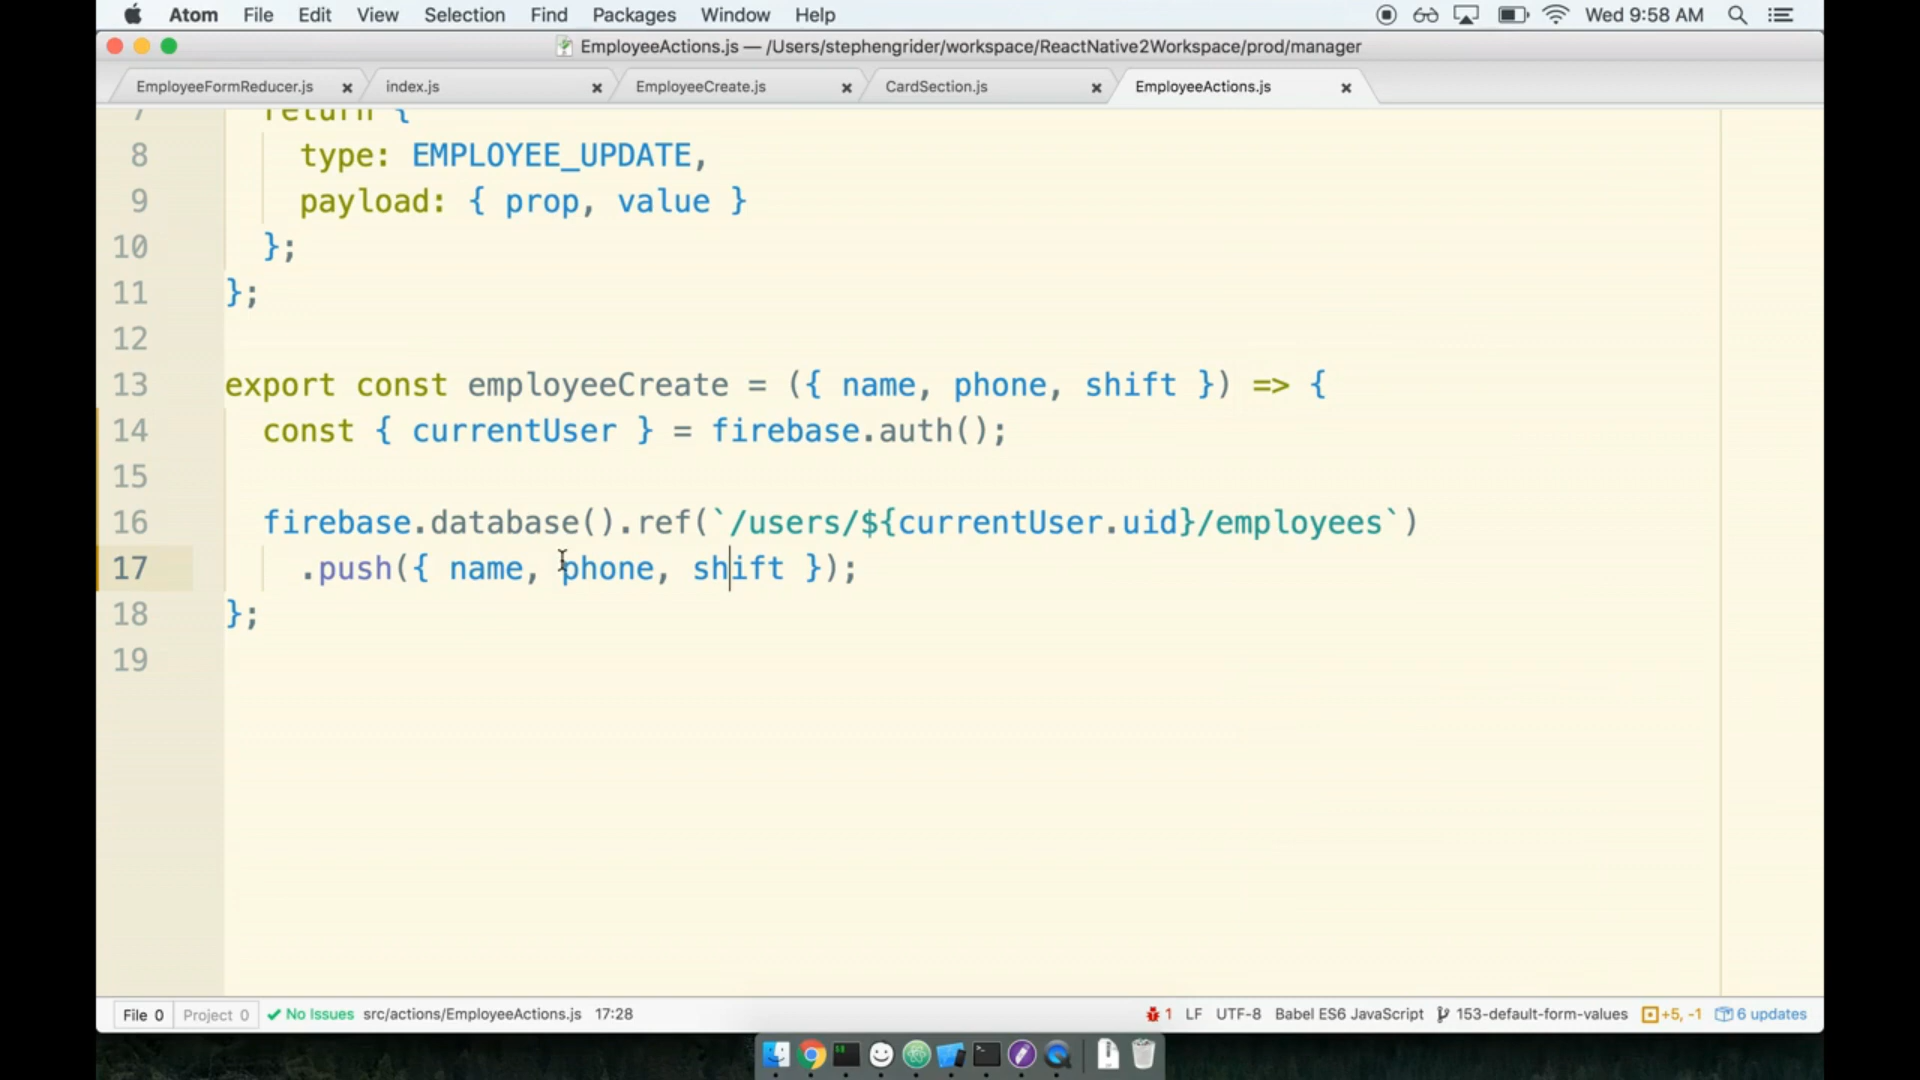 Atom File Edit View Selection Find Packages Window Help Wed 9:58 AM
EmployeeActions.js — /Users/stephengrider/workspace/ReactNative2Workspace/prod/manager
EmployeeFormReducer.js index.js EmployeeCreate.js CardSection.js EmployeeActions.js
7 return {
8 type: EMPLOYEE_UPDATE,
9 payload: { prop, value }
10 };
11 };
12
13 export const employeeCreate = ({ name, phone, shift }) => {
14 const { currentUser } = firebase.auth();
15
16 firebase.database().ref(`/users/${currentUser.uid}/employees`)
17 .push({ name, phone, shift });
18 };
19
File 0 Project 0 No Issues src/actions/EmployeeActions.js 17:28 1 LF UTF-8 Babel ES6 JavaScript 153-default-form-values +5, -1 6 updates